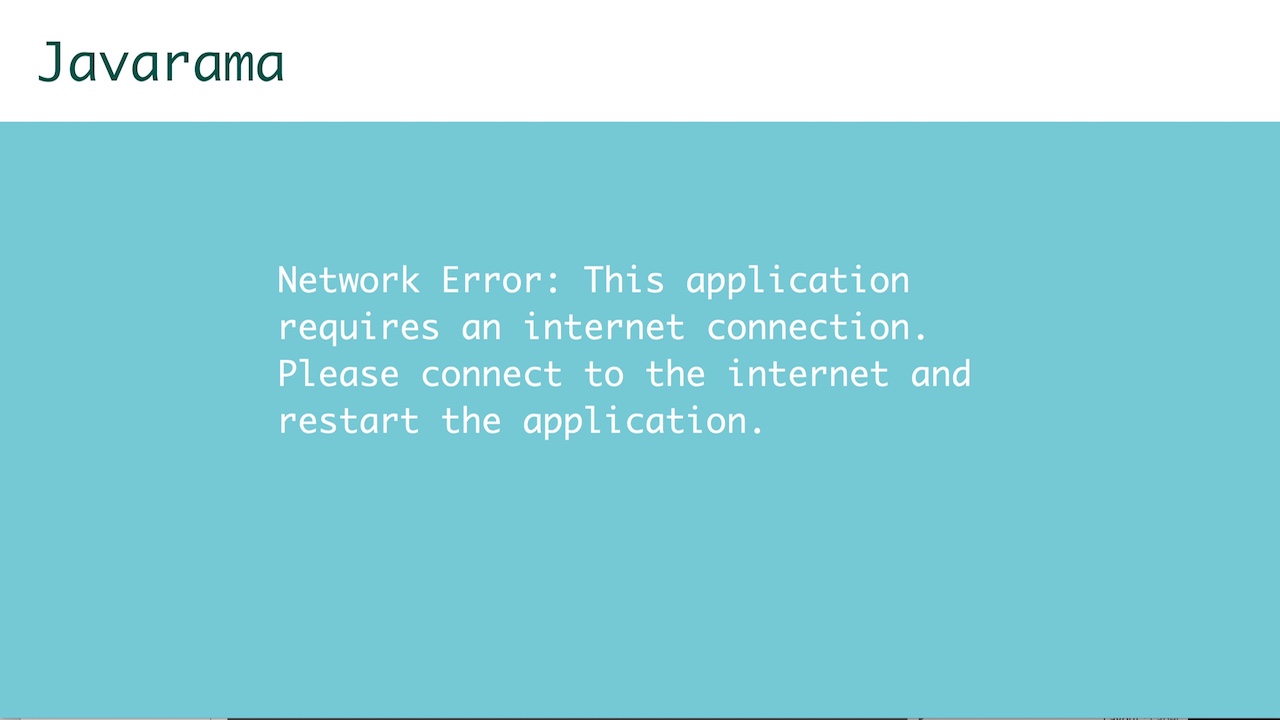 Javarama
Network Error: This application
requires an internet connection.
Please connect to the internet and
restart the application.